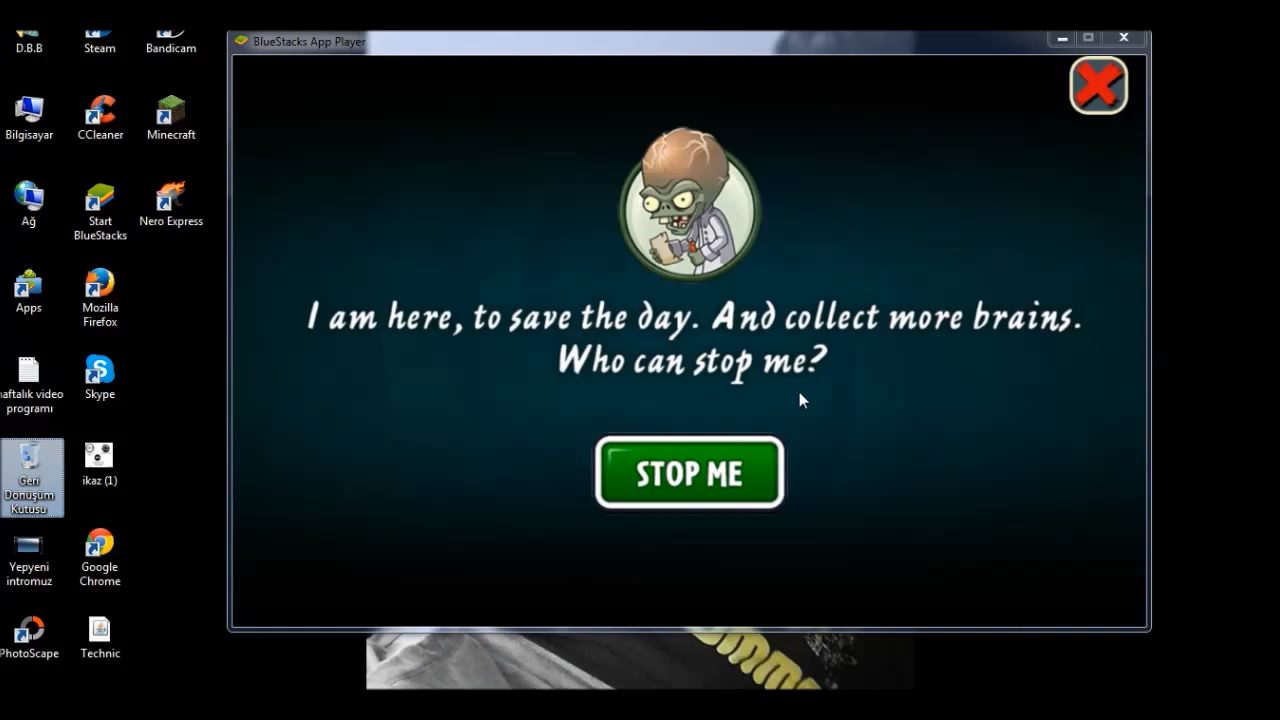 D.B.B
Steam
Bandicam
BlueStacks App Player
Bilgisayar
CCleaner
Minecraft
Ağ
Start
BlueStacks
Nero Express
Apps
Mozilla
Firefox
I am here, to save the day. And collect more brains.
Who can stop me?
haftalık video
programı
Skype
STOP ME
Geri
Dönüşüm
Kutusu
ikaz (1)
Yepyeni
intromuz
Google
Chrome
PhotoScape
Technic